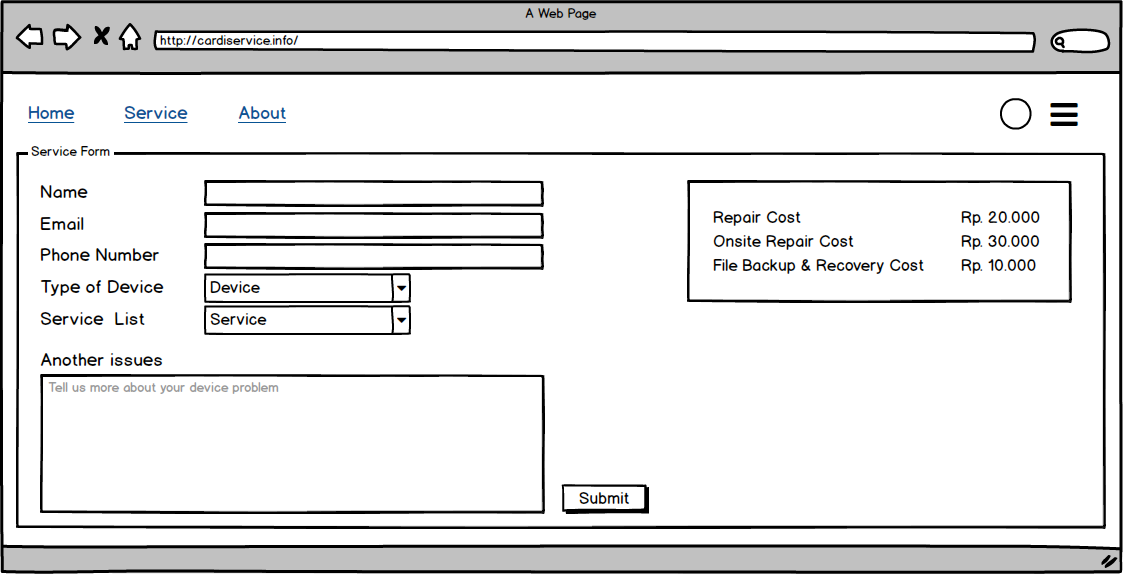 A Web Page
http://cardiservice.info/
Home Service About
Service Form
Name
Email
Phone Number
Type of Device Device
Service List Service
Another issues
Tell us more about your device problem
Submit
Repair Cost Rp. 20.000
Onsite Repair Cost Rp. 30.000
File Backup & Recovery Cost Rp. 10.000